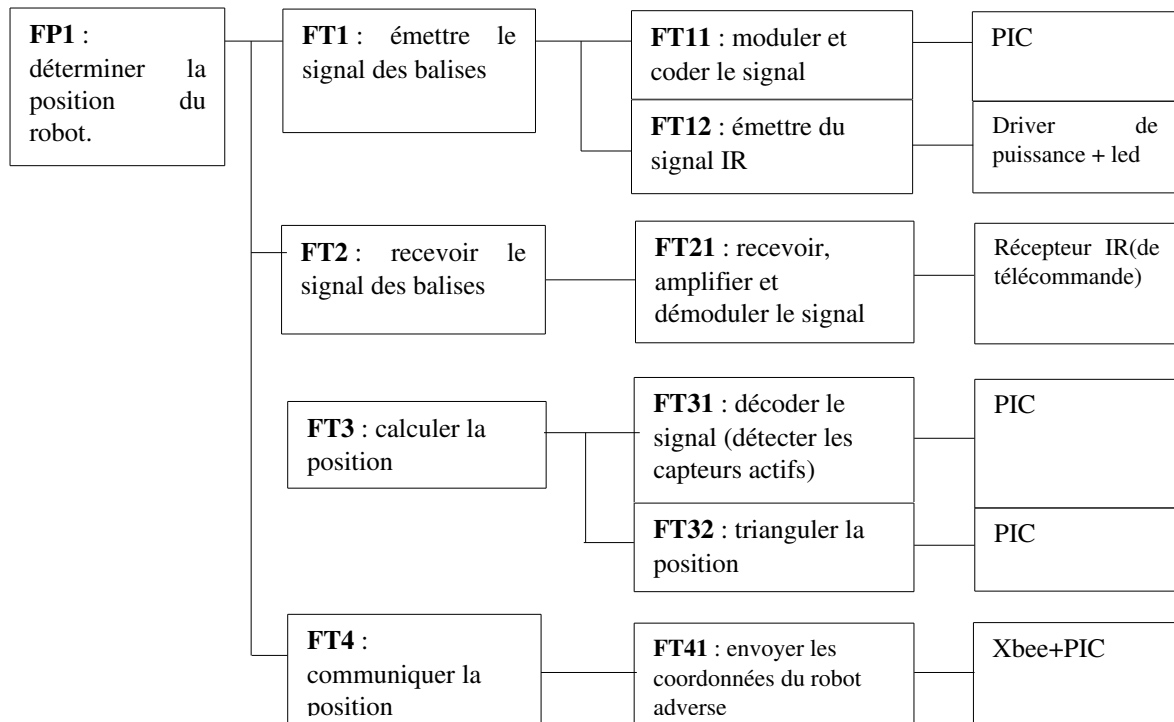 FP1 :
déterminer la
position du
robot.
FT1 : émettre le
signal des balises
FT11 : moduler et
coder le signal
PIC
FT12 : émettre du
signal IR
Driver de
puissance + led
FT2 : recevoir le
signal des balises
FT21 : recevoir,
amplifier et
démoduler le signal
Récepteur IR(de
télécommande)
FT3 : calculer la
position
FT31 : décoder le
signal (détecter les
capteurs actifs)
PIC
FT32 : trianguler la
position
PIC
FT4 :
communiquer la
position
FT41 : envoyer les
coordonnées du robot
adverse
Xbee+PIC